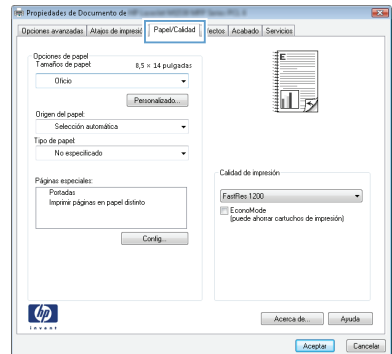 Propiedades de Documento de
Opciones avanzadas Atajos de impresió Papel/Calidad fectos Acabado Servicios
Opciones de papel
Tamaños de papel: 8,5 × 14 pulgadas
Oficio
Personalizado...
Origen del papel:
Selección automática
Tipo de papel:
No especificado
Páginas especiales:
Portadas
Imprimir páginas en papel distinto
Config...
E
Calidad de impresión
FastRes 1200
EconoMode
(puede ahorrar cartuchos de impresión)
hp
invent
Acerca de... Ayuda
Aceptar Cancelar